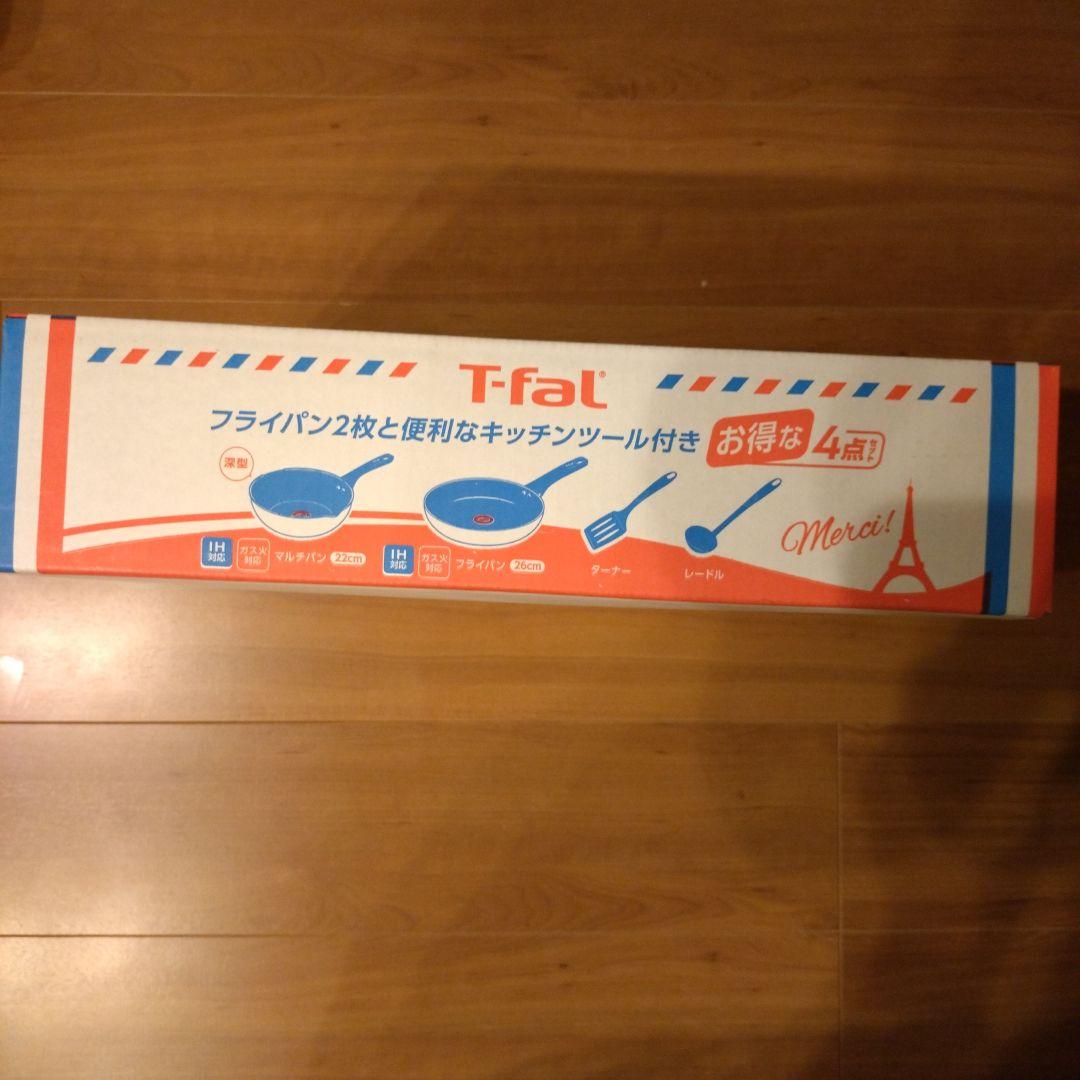 T-fal®
フライパン2枚と便利なキッチンツール付き お得な 4点セット
深型
IH対応 ガス火対応 マルチパン 22cm
IH対応 ガス火対応 フライパン 26cm
ターナー
レードル
Merci!